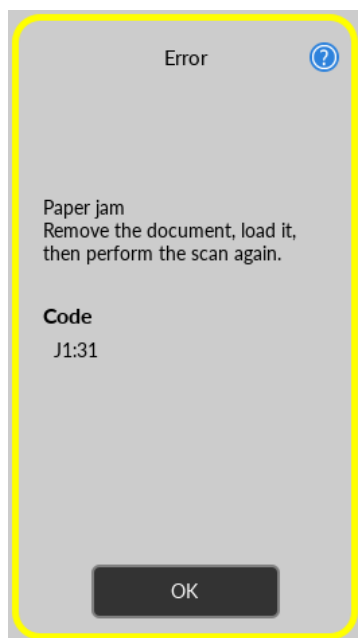 Error
?
Paper jam
Remove the document, load it,
then perform the scan again.
Code
J1:31
OK